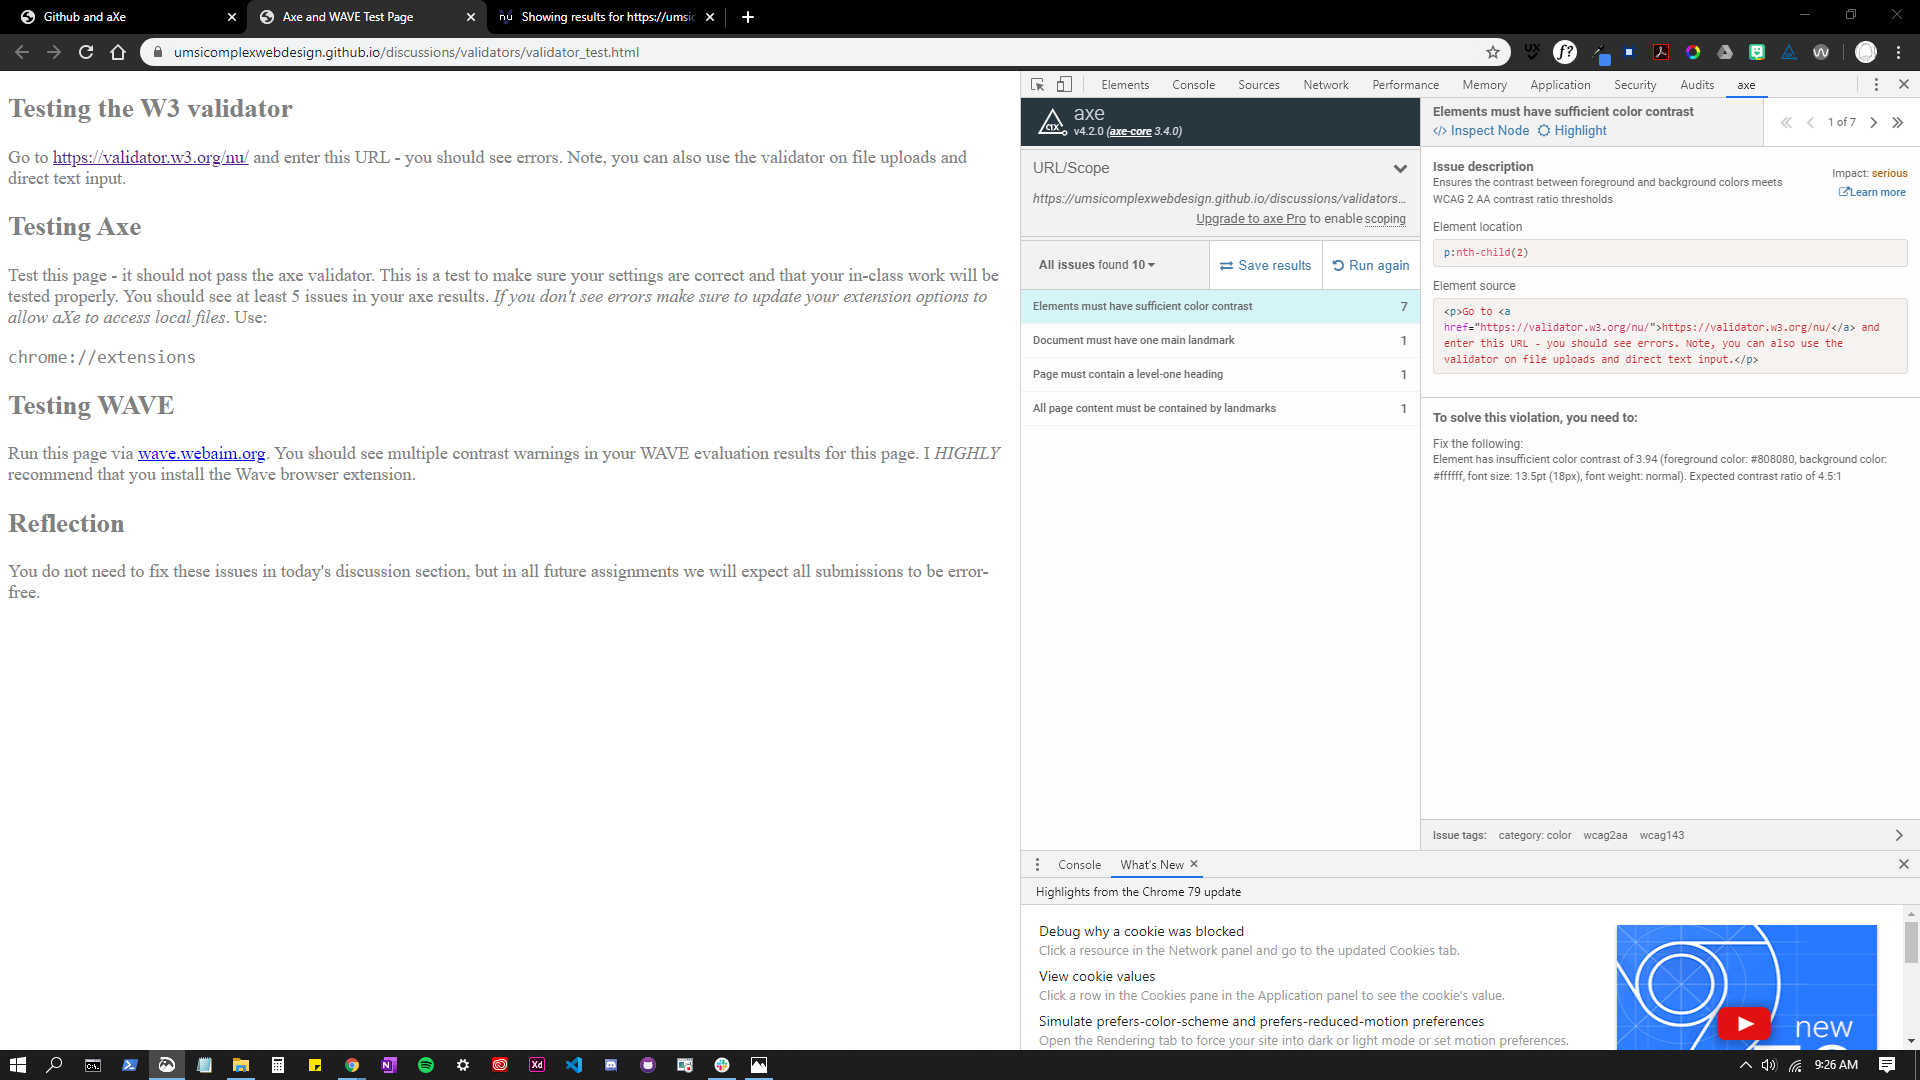 Github and aXe
Axe and WAVE Test Page
Showing results for https://umsic
umsicomplexwebdesign.github.io/discussions/validators/validator_test.html
Testing the W3 validator
Go to https://validator.w3.org/nu/ and enter this URL - you should see errors. Note, you can also use the validator on file uploads and
direct text input.
Testing Axe
Test this page - it should not pass the axe validator. This is a test to make sure your settings are correct and that your in-class work will be
tested properly. You should see at least 5 issues in your axe results. If you don't see errors make sure to update your extension options to
allow aXe to access local files. Use:
chrome://extensions
Testing WAVE
Run this page via wave.webaim.org. You should see multiple contrast warnings in your WAVE evaluation results for this page. I HIGHLY
recommend that you install the Wave browser extension.
Reflection
You do not need to fix these issues in today's discussion section, but in all future assignments we will expect all submissions to be error-
free.
Elements Console Sources Network Performance Memory Application Security Audits axe
axe
v4.2.0 (axe-core 3.4.0)
URL/Scope
https://umsicomplexwebdesign.github.io/discussions/validators...
Upgrade to axe Pro to enable scoping
All issues found 10
Save results
Run again
Elements must have sufficient color contrast 7
Document must have one main landmark 1
Page must contain a level-one heading 1
All page content must be contained by landmarks 1
Elements must have sufficient color contrast
</> Inspect Node Highlight
1 of 7
Issue description
Ensures the contrast between foreground and background colors meets
WCAG 2 AA contrast ratio thresholds
Impact: serious
Learn more
Element location
p:nth-child(2)
Element source
<p>Go to <a
href="https://validator.w3.org/nu/">https://validator.w3.org/nu/</a> and
enter this URL - you should see errors. Note, you can also use the
validator on file uploads and direct text input.</p>
To solve this violation, you need to:
Fix the following:
Element has insufficient color contrast of 3.94 (foreground color: #808080, background color:
#ffffff, font size: 13.5pt (18px), font weight: normal). Expected contrast ratio of 4.5:1
Issue tags: category: color wcag2aa wcag143
Console What's New
Highlights from the Chrome 79 update
Debug why a cookie was blocked
Click a resource in the Network panel and go to the updated Cookies tab.
View cookie values
Click a row in the Cookies pane in the Application panel to see the cookie's value.
Simulate prefers-color-scheme and prefers-reduced-motion preferences
Open the Rendering tab to force your site into dark or light mode or set motion preferences.
new
9:26 AM